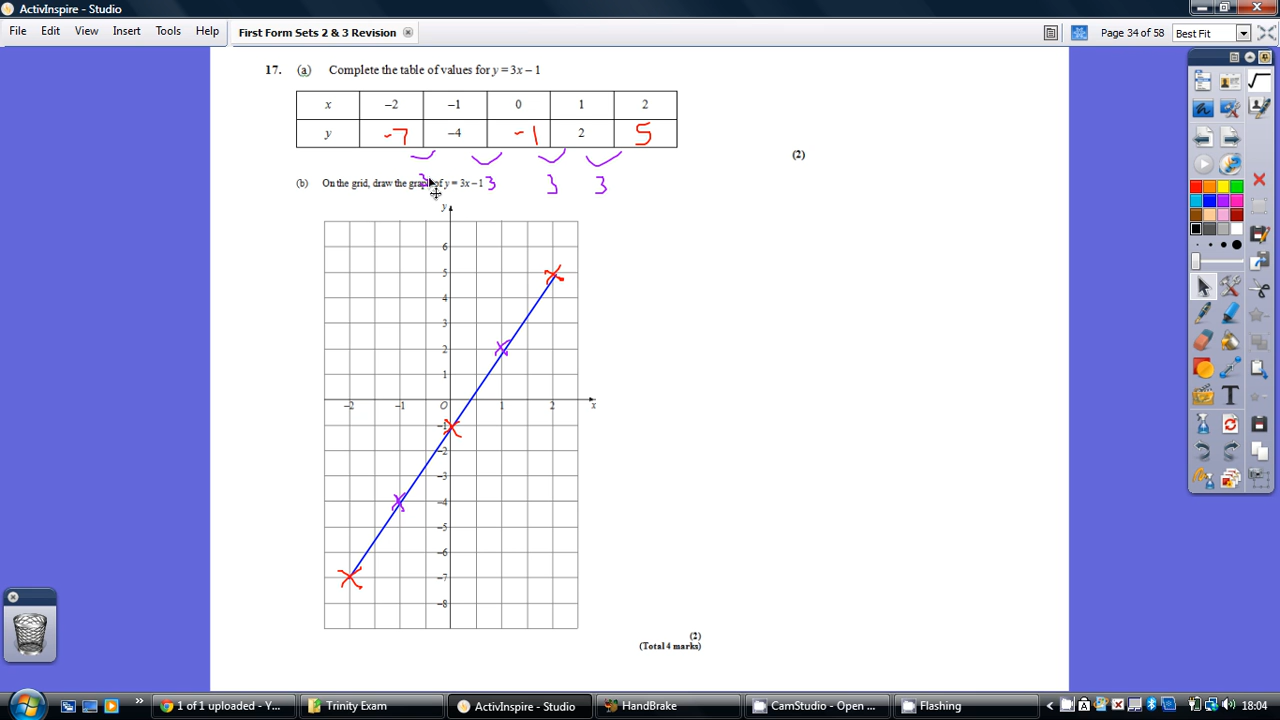 ActivInspire - Studio
File Edit View Insert Tools Help
First Form Sets 2 & 3 Revision
Page 34 of 58
Best Fit
17. (a) Complete the table of values for y = 3x – 1
x –2 –1 0 1 2
y -7 –4 -1 2 5
(2)
3 3 3 3
(b) On the grid, draw the graph of y = 3x – 1
y
6
5
4
3
2
1
–2 –1 O 1 2 x
–1
–2
–3
–4
–5
–6
–7
–8
(2)
(Total 4 marks)
T
1 of 1 uploaded - Y...
Trinity Exam
ActivInspire - Studio
HandBrake
CamStudio - Open ...
Flashing
18:04